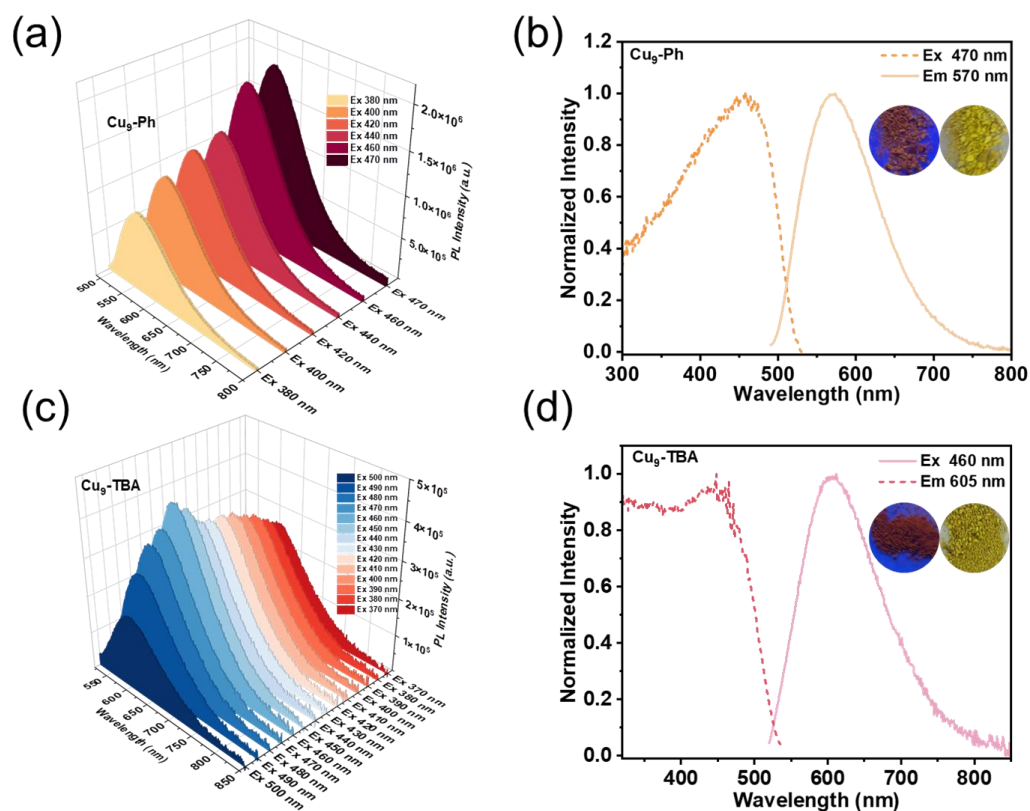 (a)
Cu₉-Ph
Ex 380 nm
Ex 400 nm
Ex 420 nm
Ex 440 nm
Ex 460 nm
Ex 470 nm
2.0×10⁶
1.5×10⁶
1.0×10⁶
5.0×10⁵
PL Intensity (a.u.)
500
550
600
650
700
750
800
Wavelength (nm)
Ex 470 nm
Ex 460 nm
Ex 440 nm
Ex 420 nm
Ex 400 nm
Ex 380 nm
(b)
Cu₉-Ph
Ex 470 nm
Em 570 nm
1.2
1.0
0.8
0.6
0.4
0.2
0.0
Normalized Intensity
300 400 500 600 700 800
Wavelength (nm)
(c)
Cu₉-TBA
Ex 500 nm
Ex 490 nm
Ex 480 nm
Ex 470 nm
Ex 460 nm
Ex 450 nm
Ex 440 nm
Ex 430 nm
Ex 420 nm
Ex 410 nm
Ex 400 nm
Ex 390 nm
Ex 380 nm
Ex 370 nm
5×10⁵
4×10⁵
3×10⁵
2×10⁵
1×10⁵
PL Intensity (a.u.)
550
600
650
700
750
800
850
Wavelength (nm)
Ex 370 nm
Ex 380 nm
Ex 390 nm
Ex 400 nm
Ex 410 nm
Ex 420 nm
Ex 430 nm
Ex 440 nm
Ex 450 nm
Ex 460 nm
Ex 470 nm
Ex 480 nm
Ex 490 nm
Ex 500 nm
(d)
Cu₉-TBA
Ex 460 nm
Em 605 nm
1.0
0.8
0.6
0.4
0.2
0.0
Normalized Intensity
400 500 600 700 800
Wavelength (nm)